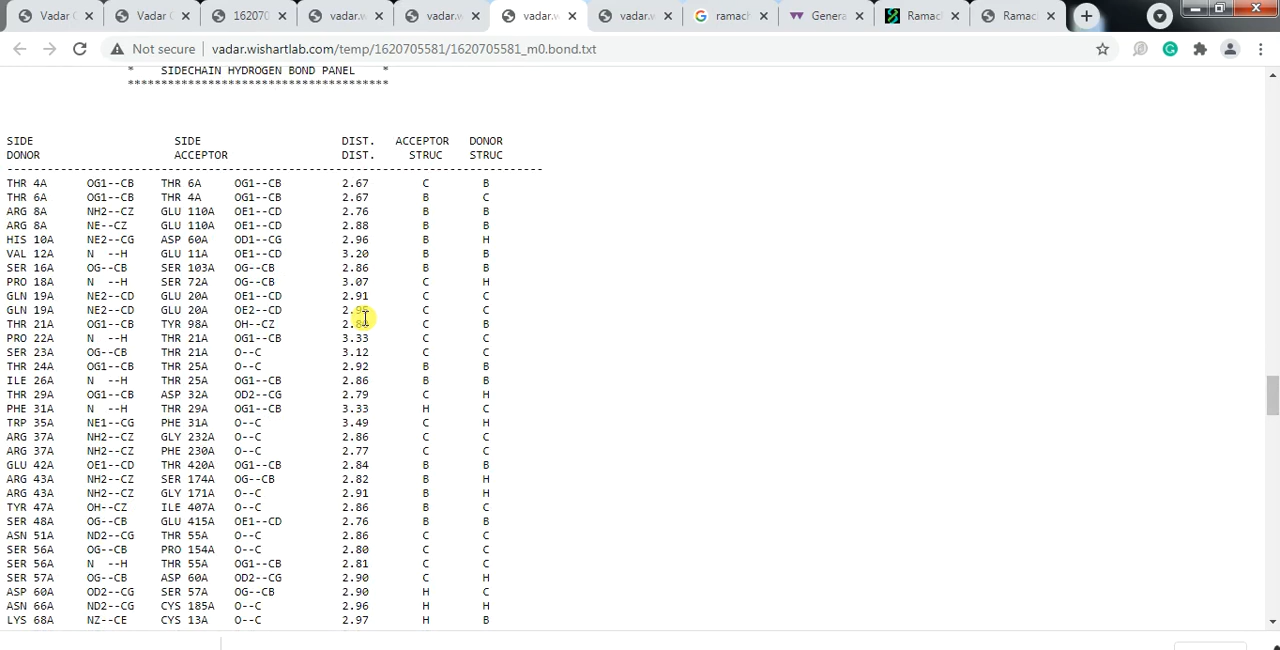 Vadar
Vadar
162070
vadar.w
vadar.w
vadar.w
vadar.w
ramach
Genera
Ramac
Ramac
Not secure
vadar.wishartlab.com/temp/1620705581/1620705581_m0.bond.txt
* SIDECHAIN HYDROGEN BOND PANEL *
***************************************
SIDE SIDE DIST. ACCEPTOR DONOR
DONOR ACCEPTOR DIST. STRUC STRUC
--------------------------------------------------------------------------------
THR 4A OG1--CB THR 6A OG1--CB 2.67 C B
THR 6A OG1--CB THR 4A OG1--CB 2.67 B C
ARG 8A NH2--CZ GLU 110A OE1--CD 2.76 B B
ARG 8A NE--CZ GLU 110A OE1--CD 2.88 B B
HIS 10A NE2--CG ASP 60A OD1--CG 2.96 B H
VAL 12A N --H GLU 11A OE1--CD 3.20 B B
SER 16A OG--CB SER 103A OG--CB 2.86 B B
PRO 18A N --H SER 72A OG--CB 3.07 C H
GLN 19A NE2--CD GLU 20A OE1--CD 2.91 C C
GLN 19A NE2--CD GLU 20A OE2--CD C C
THR 21A OG1--CB TYR 98A OH--CZ C B
PRO 22A N --H THR 21A OG1--CB 3.33 C C
SER 23A OG--CB THR 21A O--C 3.12 C C
THR 24A OG1--CB THR 25A O--C 2.92 B B
ILE 26A N --H THR 25A OG1--CB 2.86 B B
THR 29A OG1--CB ASP 32A OD2--CG 2.79 C H
PHE 31A N --H THR 29A OG1--CB 3.33 H C
TRP 35A NE1--CG PHE 31A O--C 3.49 C H
ARG 37A NH2--CZ GLY 232A O--C 2.86 C C
ARG 37A NH2--CZ PHE 230A O--C 2.77 C C
GLU 42A OE1--CD THR 420A OG1--CB 2.84 B B
ARG 43A NH2--CZ SER 174A OG--CB 2.82 B H
ARG 43A NH2--CZ GLY 171A O--C 2.91 B H
TYR 47A OH--CZ ILE 407A O--C 2.86 B C
SER 48A OG--CB GLU 415A OE1--CD 2.76 B B
ASN 51A ND2--CG THR 55A O--C 2.86 C C
SER 56A OG--CB PRO 154A O--C 2.80 C C
SER 56A N --H THR 55A OG1--CB 2.81 C C
SER 57A OG--CB ASP 60A OD2--CG 2.90 C H
ASP 60A OD2--CG SER 57A OG--CB 2.90 H C
ASN 66A ND2--CG CYS 185A O--C 2.96 H H
LYS 68A NZ--CE CYS 13A O--C 2.97 H B